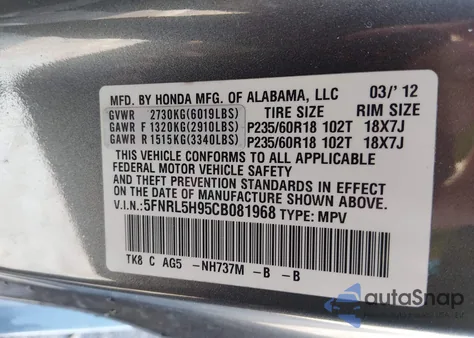 MFD. BY HONDA MFG. OF ALABAMA, LLC 03/'12
GVWR 2730KG(6019LBS) TIRE SIZE RIM SIZE
GAWR F 1320KG(2910LBS) P235/60R18 102T 18X7J
GAWR R 1515KG(3340LBS) P235/60R18 102T 18X7J
THIS VEHICLE CONFORMS TO ALL APPLICABLE
FEDERAL MOTOR VEHICLE SAFETY
STANDARDS IN EFFECT ON THE DATE OF
MANUFACTURE SHOWN ABOVE.
V.I.N.:5FNRL5H95CB081968 TYPE: MPV
TK8 C AG5 -NH737M -B -B
autoSnap